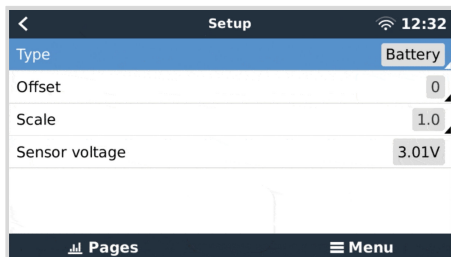 Setup 12:32
Type Battery
Offset 0
Scale 1.0
Sensor voltage 3.01V
Pages Menu